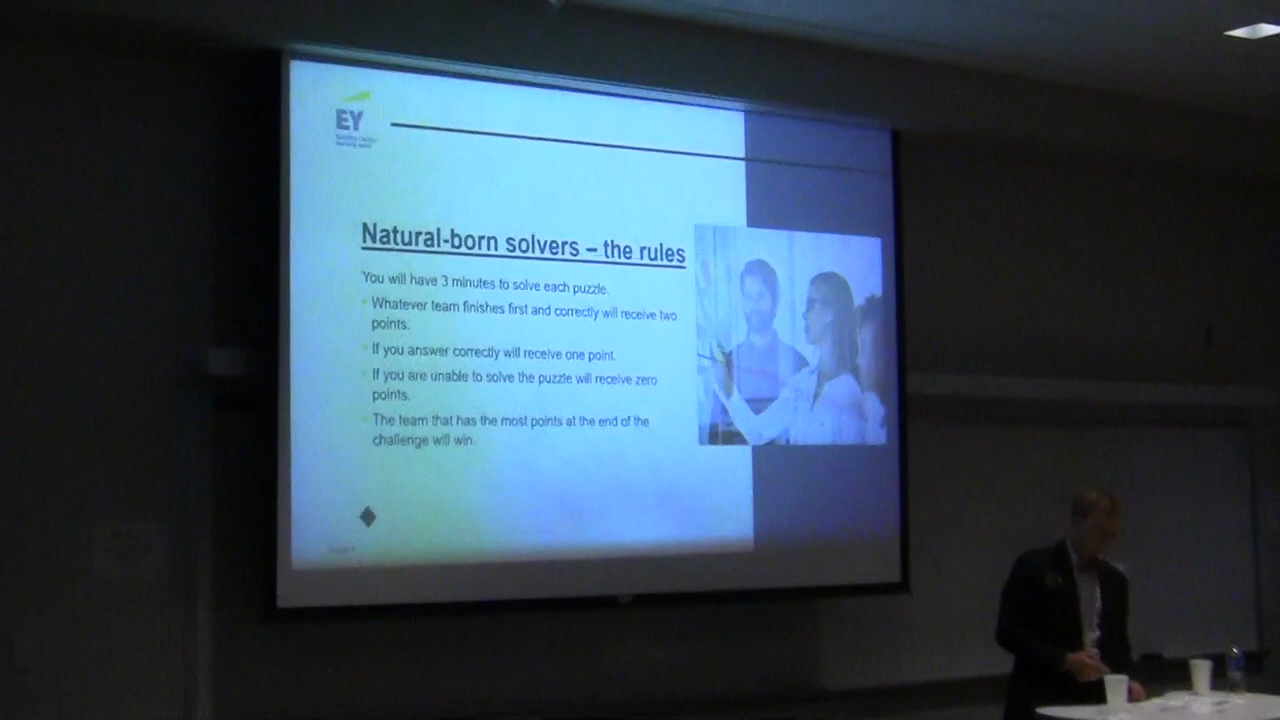 EY
Natural-born solvers – the rules
You will have 3 minutes to solve each puzzle.
Whatever team finishes first and correctly will receive two
points.
If you answer correctly will receive one point.
If you are unable to solve the puzzle will receive zero
points.
The team that has the most points at the end of the
challenge will win.